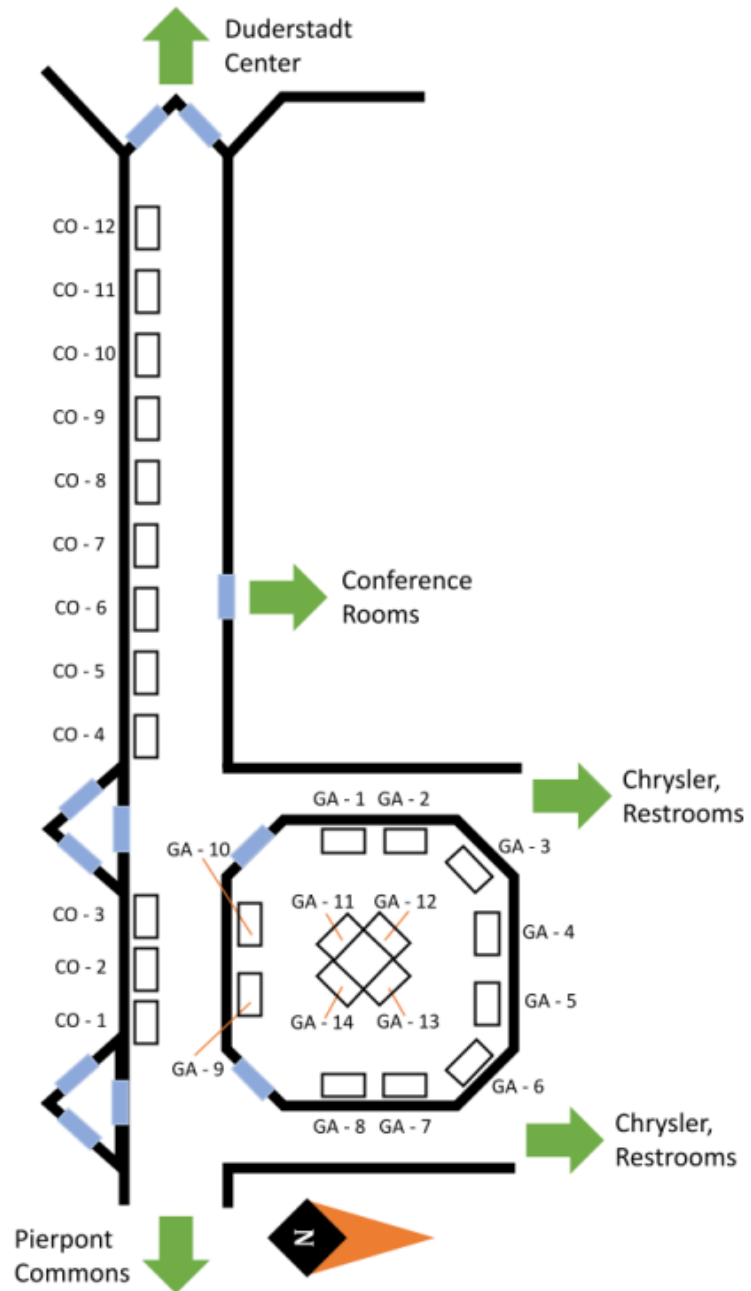 Duderstadt
Center
CO - 12
CO - 11
CO - 10
CO - 9
CO - 8
CO - 7
Conference
Rooms
CO - 6
CO - 5
CO - 4
Chrysler,
Restrooms
GA - 1
GA - 2
GA - 3
GA - 10
GA - 11
GA - 12
CO - 3
GA - 4
CO - 2
GA - 5
CO - 1
GA - 14
GA - 13
GA - 9
GA - 6
GA - 8
GA - 7
Chrysler,
Restrooms
N
Pierpont
Commons